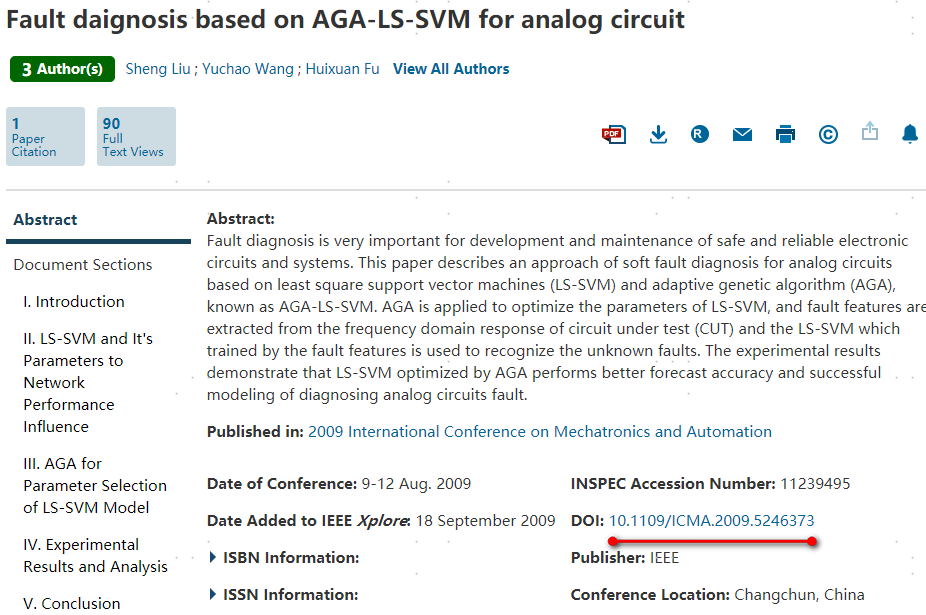 Fault daignosis based on AGA-LS-SVM for analog circuit
3 Author(s) Sheng Liu ; Yuchao Wang ; Huixuan Fu View All Authors
1
Paper
Citation
90
Full
Text Views
PDF
R
C
Abstract
Document Sections
I. Introduction
II. LS-SVM and It's
Parameters to
Network
Performance
Influence
III. AGA for
Parameter Selection
of LS-SVM Model
IV. Experimental
Results and Analysis
V. Conclusion
Abstract:
Fault diagnosis is very important for development and maintenance of safe and reliable electronic
circuits and systems. This paper describes an approach of soft fault diagnosis for analog circuits
based on least square support vector machines (LS-SVM) and adaptive genetic algorithm (AGA),
known as AGA-LS-SVM. AGA is applied to optimize the parameters of LS-SVM, and fault features are
extracted from the frequency domain response of circuit under test (CUT) and the LS-SVM which
trained by the fault features is used to recognize the unknown faults. The experimental results
demonstrate that LS-SVM optimized by AGA performs better forecast accuracy and successful
modeling of diagnosing analog circuits fault.
Published in: 2009 International Conference on Mechatronics and Automation
Date of Conference: 9-12 Aug. 2009
INSPEC Accession Number: 11239495
Date Added to IEEE Xplore: 18 September 2009
DOI: 10.1109/ICMA.2009.5246373
ISBN Information:
Publisher: IEEE
ISSN Information:
Conference Location: Changchun, China